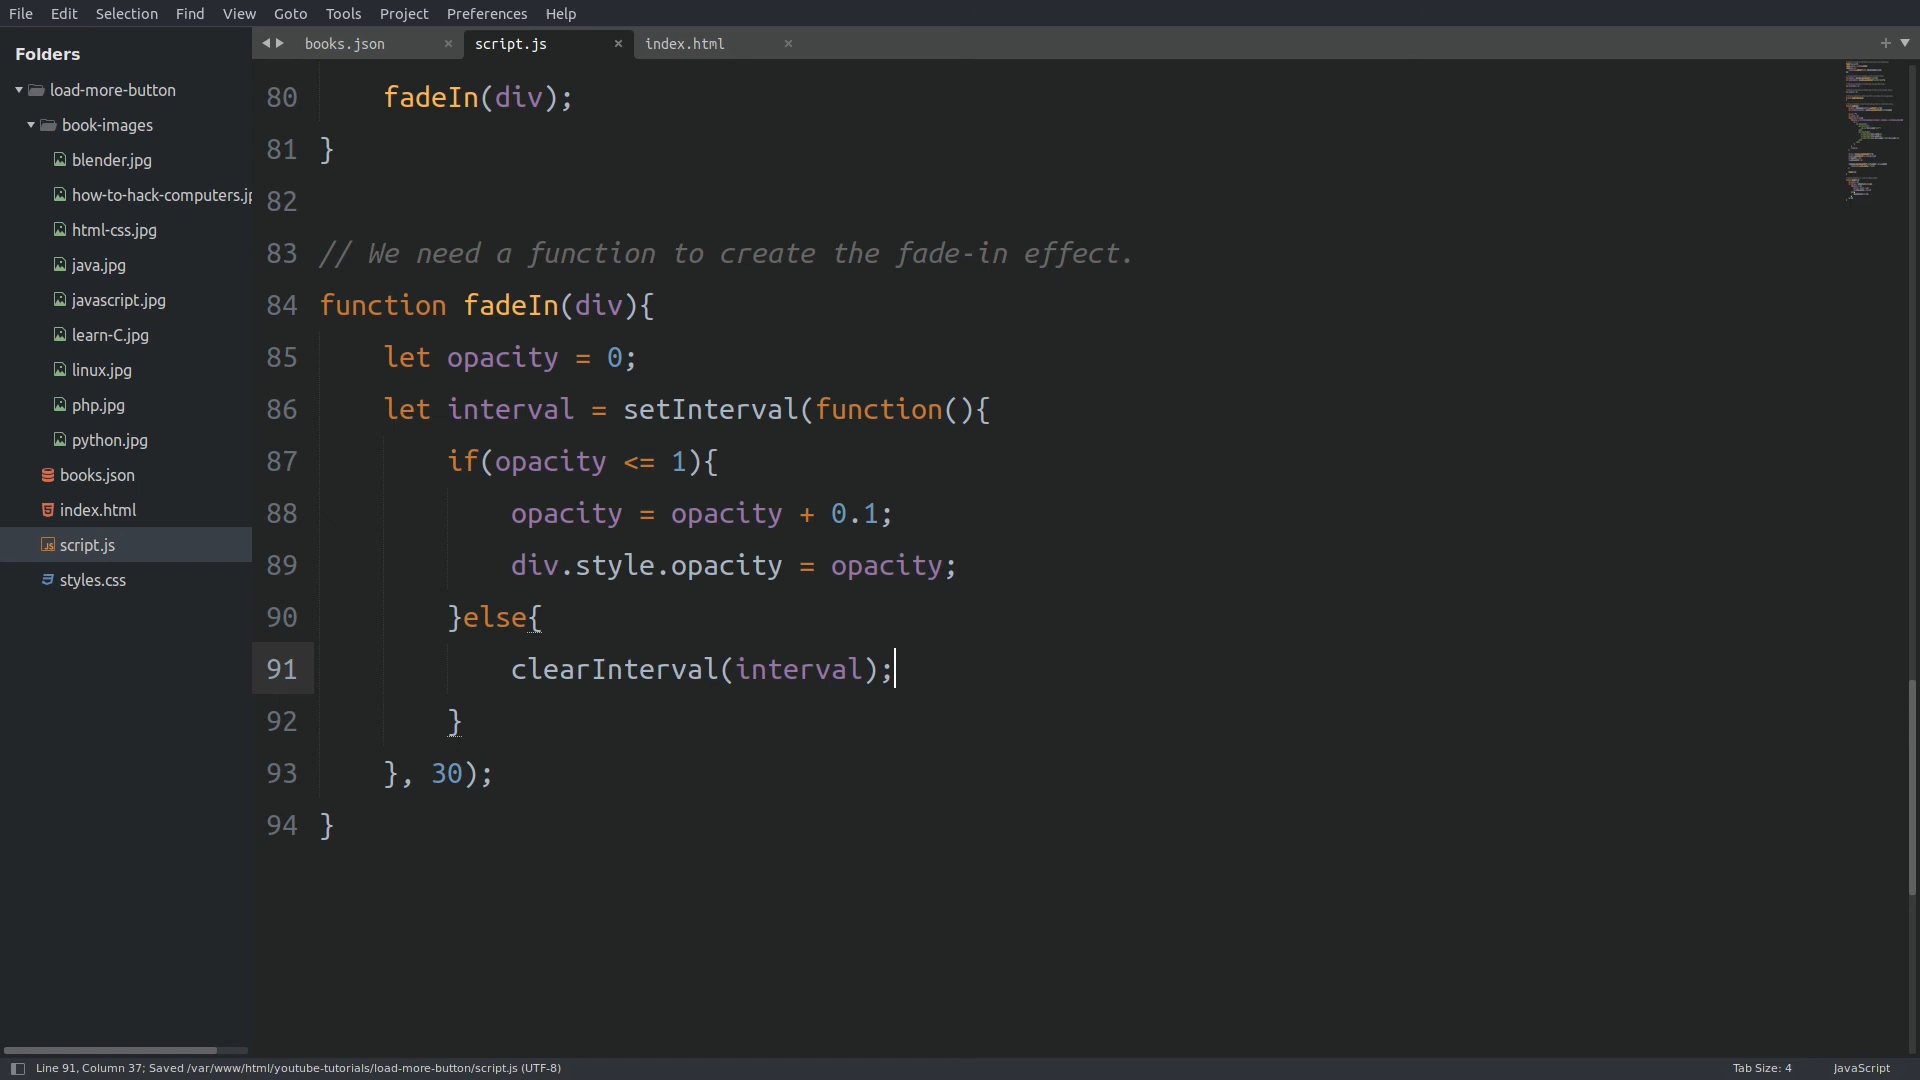 File Edit Selection Find View Goto Tools Project Preferences Help
Folders
load-more-button
book-images
blender.jpg
how-to-hack-computers.jp
html-css.jpg
java.jpg
javascript.jpg
learn-C.jpg
linux.jpg
php.jpg
python.jpg
books.json
index.html
script.js
styles.css
books.json × script.js × index.html ×
80 fadeIn(div);
81 }
82
83 // We need a function to create the fade-in effect.
84 function fadeIn(div){
85 let opacity = 0;
86 let interval = setInterval(function(){
87 if(opacity <= 1){
88 opacity = opacity + 0.1;
89 div.style.opacity = opacity;
90 }else{
91 clearInterval(interval);
92 }
93 }, 30);
94 }
Line 91, Column 37; Saved /var/www/html/youtube-tutorials/load-more-button/script.js (UTF-8) Tab Size: 4 JavaScript